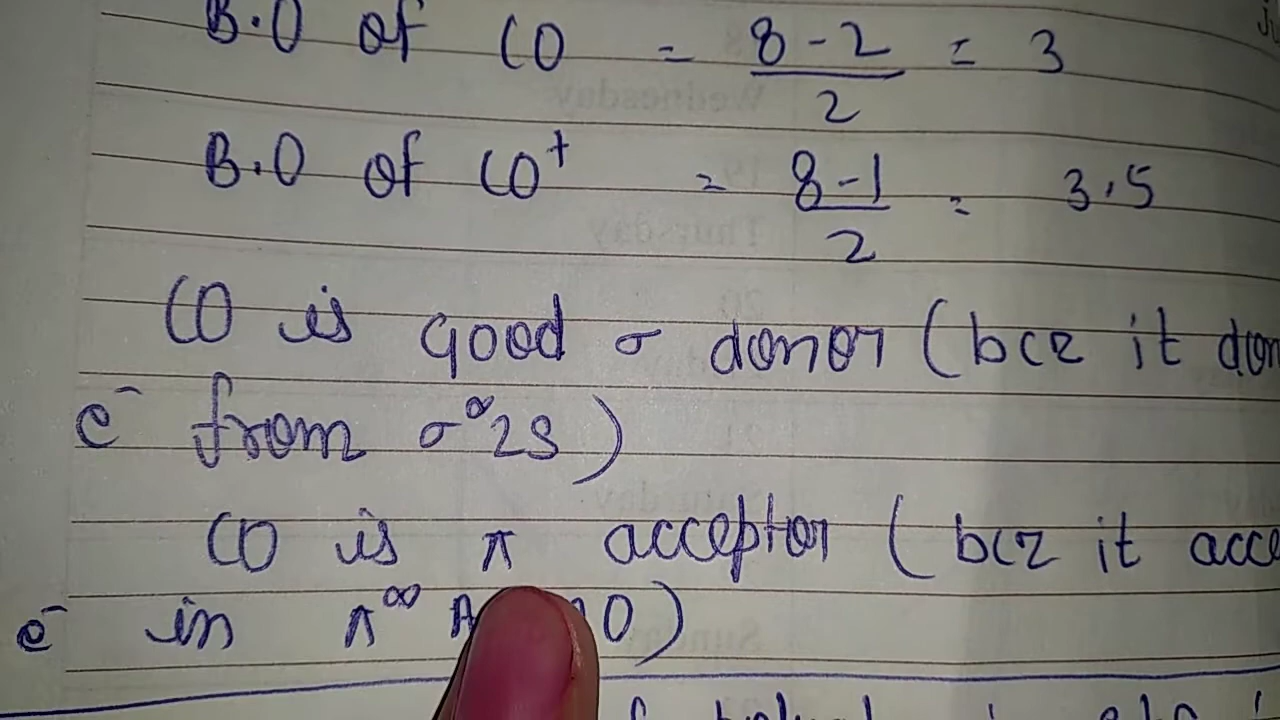 B.O of CO = 8 - 2 / 2 = 3
B.O of CO⁺ = 8 - 1 / 2 = 3.5
CO is good σ donor (bcz it don
e⁻ from σ*2s)
CO is π acceptor (bcz it acce
e⁻ in π* O)